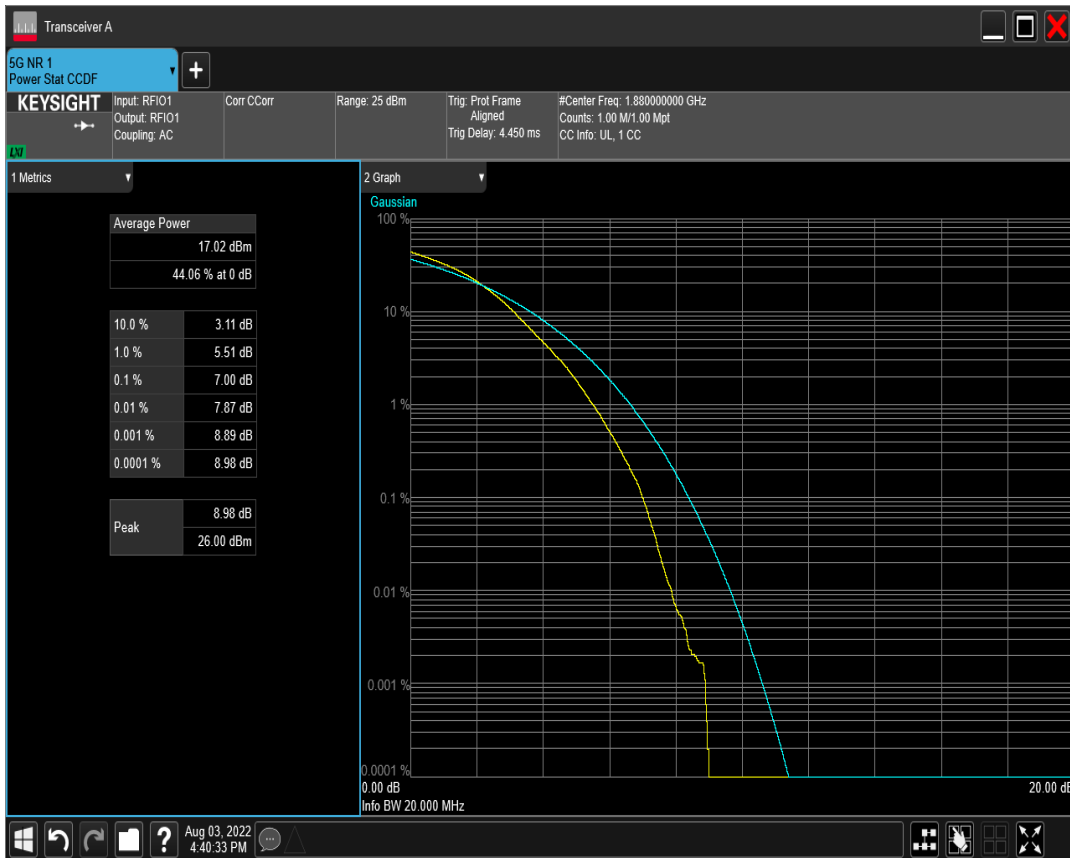 Transceiver A
5G NR 1
Power Stat CCDF
+
KEYSIGHT
LXI
Input: RFIO1
Output: RFIO1
Coupling: AC
Corr CCorr
Range: 25 dBm
Trig: Prot Frame
Aligned
Trig Delay: 4.450 ms
#Center Freq: 1.880000000 GHz
Counts: 1.00 M/1.00 Mpt
CC Info: UL, 1 CC
1 Metrics
Average Power
17.02 dBm
44.06 % at 0 dB
10.0 % 3.11 dB
1.0 % 5.51 dB
0.1 % 7.00 dB
0.01 % 7.87 dB
0.001 % 8.89 dB
0.0001 % 8.98 dB
Peak
8.98 dB
26.00 dBm
2 Graph
Gaussian
100 %
10 %
1 %
0.1 %
0.01 %
0.001 %
0.0001 %
0.00 dB 20.00 dB
Info BW 20.000 MHz
? Aug 03, 2022
4:40:33 PM